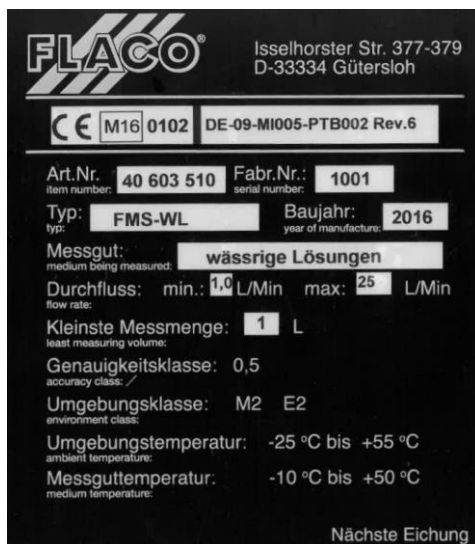 FLACO®
Isselhorster Str. 377-379
D-33334 Gütersloh
CE M16 0102 DE-09-MI005-PTB002 Rev.6
Art.Nr. 40 603 510 Fabr.Nr.: 1001
item number: serial number:
Typ: FMS-WL Baujahr: 2016
typ: year of manufacture:
Messgut: wässrige Lösungen
medium being measured:
Durchfluss: min.: 1,0 L/Min max: 25 L/Min
flow rate:
Kleinste Messmenge: 1 L
least measuring volume:
Genauigkeitsklasse: 0,5
accuracy class: /
Umgebungsklasse: M2 E2
environment class:
Umgebungstemperatur: -25 °C bis +55 °C
ambient temperature:
Messguttemperatur: -10 °C bis +50 °C
medium temperature:
Nächste Eichung